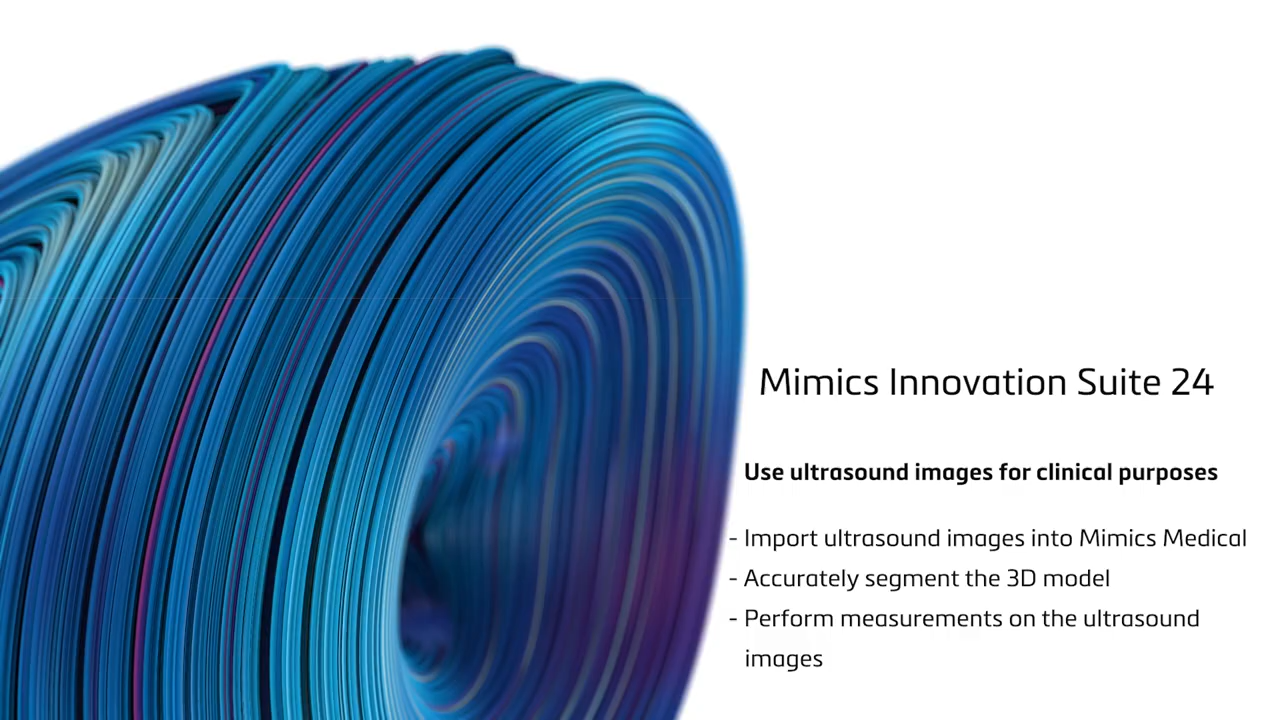 Mimics Innovation Suite 24
Use ultrasound images for clinical purposes
- Import ultrasound images into Mimics Medical
- Accurately segment the 3D model
- Perform measurements on the ultrasound
images